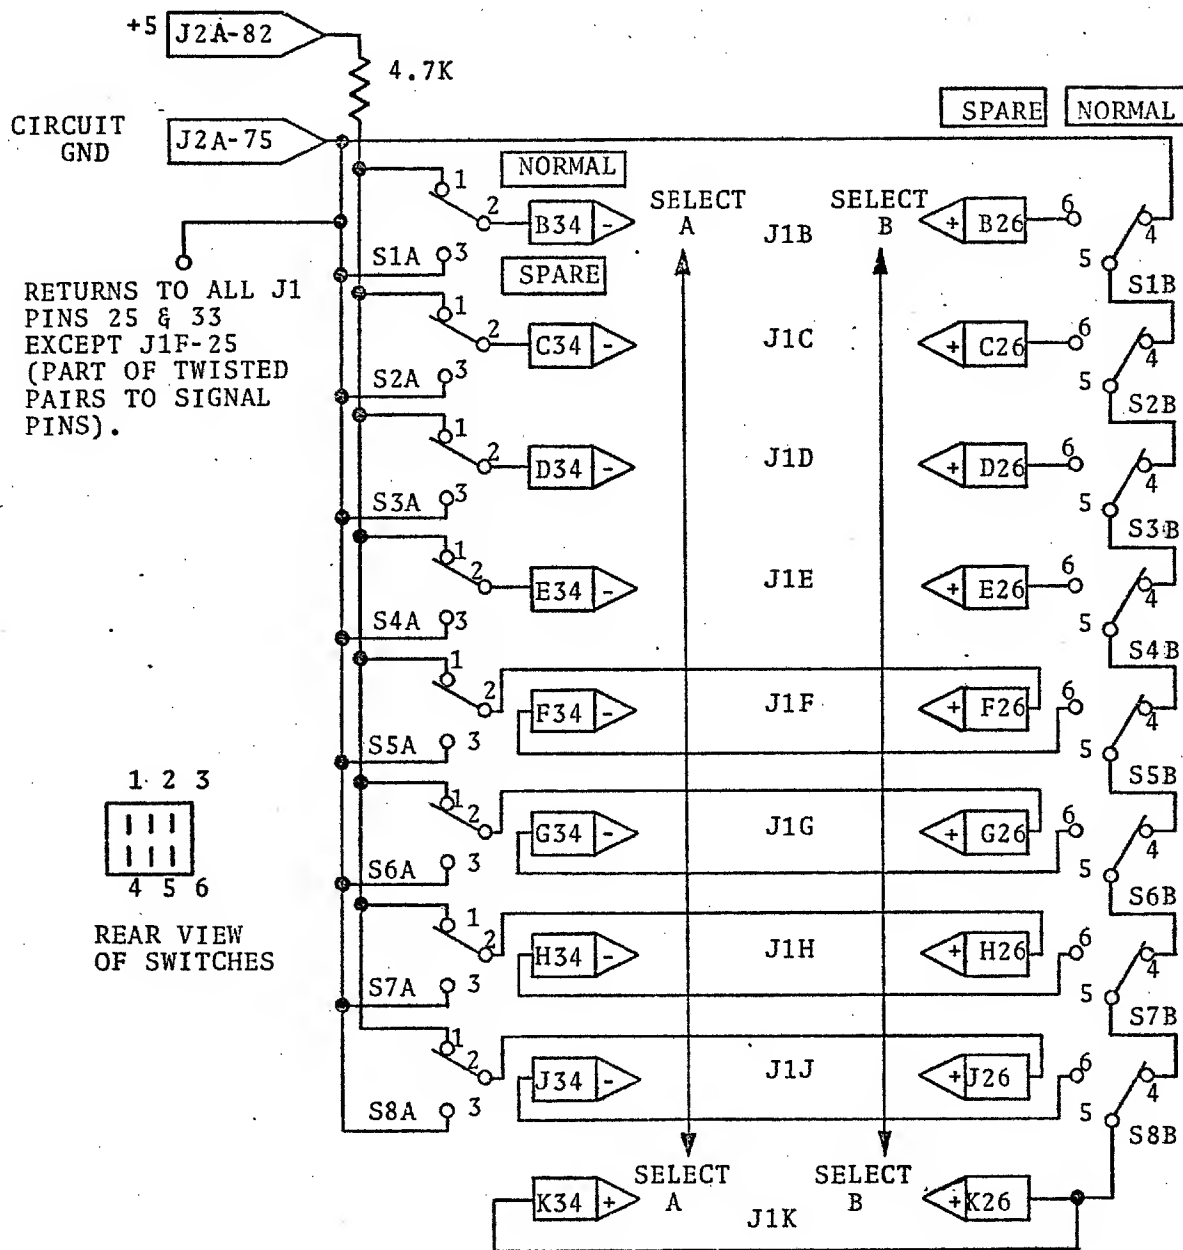 +5 J2A-82
4.7K
CIRCUIT
GND
J2A-75
SPARE NORMAL
NORMAL
SPARE
SELECT
A
SELECT
B
1
2
3
S1A
B34 -
J1B
+ B26
6
5
4
S1B
RETURNS TO ALL J1
PINS 25 & 33
EXCEPT J1F-25
(PART OF TWISTED
PAIRS TO SIGNAL
PINS).
1
2
3
S2A
C34 -
J1C
+ C26
6
5
4
S2B
1
2
3
S3A
D34 -
J1D
+ D26
6
5
4
S3B
1
2
3
S4A
E34 -
J1E
+ E26
6
5
4
S4B
1
2
3
S5A
F34 -
J1F
+ F26
6
5
4
S5B
1 2 3
4 5 6
REAR VIEW
OF SWITCHES
1
2
3
S6A
G34 -
J1G
+ G26
6
5
4
S6B
1
2
3
S7A
H34 -
J1H
+ H26
6
5
4
S7B
1
2
3
S8A
J34 -
J1J
+ J26
6
5
4
S8B
SELECT
A
SELECT
B
K34 +
J1K
+ K26